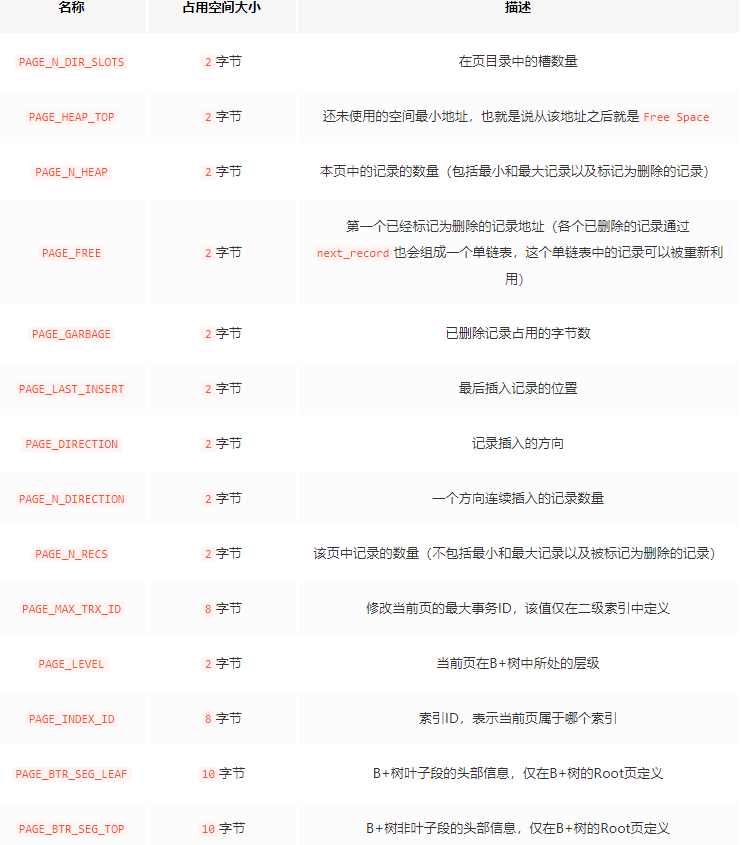 名称 占用空间大小 描述
PAGE_N_DIR_SLOTS 2 字节 在页目录中的槽数量
PAGE_HEAP_TOP 2 字节 还未使用的空间最小地址，也就是说从该地址之后就是 Free Space
PAGE_N_HEAP 2 字节 本页中的记录的数量（包括最小和最大记录以及标记为删除的记录）
第一个已经标记为删除的记录地址（各个已删除的记录通过
PAGE_FREE 2 字节 next_record 也会组成一个单链表，这个单链表中的记录可以被重新利
用）
PAGE_GARBAGE 2 字节 已删除记录占用的字节数
PAGE_LAST_INSERT 2 字节 最后插入记录的位置
PAGE_DIRECTION 2 字节 记录插入的方向
PAGE_N_DIRECTION 2 字节 一个方向连续插入的记录数量
PAGE_N_RECS 2 字节 该页中记录的数量（不包括最小和最大记录以及被标记为删除的记录）
PAGE_MAX_TRX_ID 8 字节 修改当前页的最大事务ID，该值仅在二级索引中定义
PAGE_LEVEL 2 字节 当前页在B+树中所处的层级
PAGE_INDEX_ID 8 字节 索引ID，表示当前页属于哪个索引
PAGE_BTR_SEG_LEAF 10 字节 B+树叶子段的头部信息，仅在B+树的Root页定义
PAGE_BTR_SEG_TOP 10 字节 B+树非叶子段的头部信息，仅在B+树的Root页定义